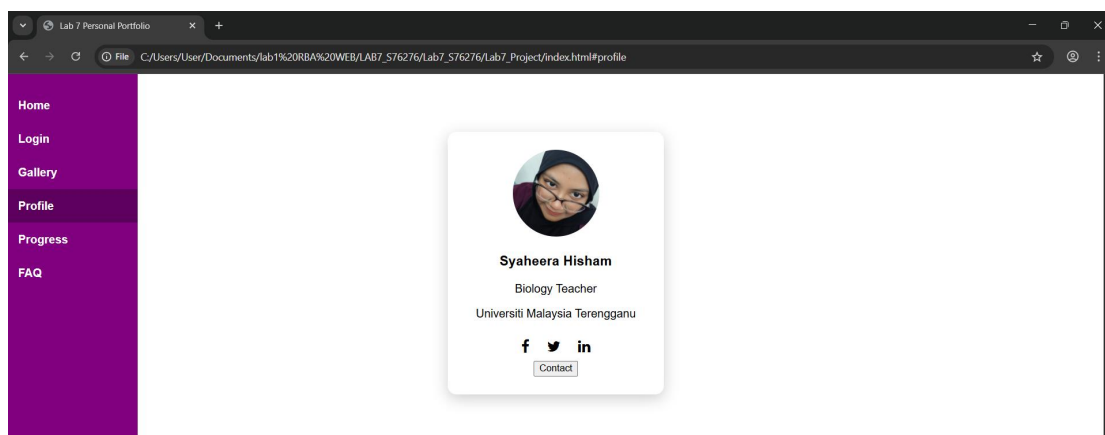 Lab 7 Personal Portfolio
File C:/Users/User/Documents/lab1%20RBA%20WEB/LAB7_S76276/Lab7_S76276/Lab7_Project/index.html#profile
Home
Login
Gallery
Profile
Progress
FAQ
Syaheera Hisham
Biology Teacher
Universiti Malaysia Terengganu
Contact